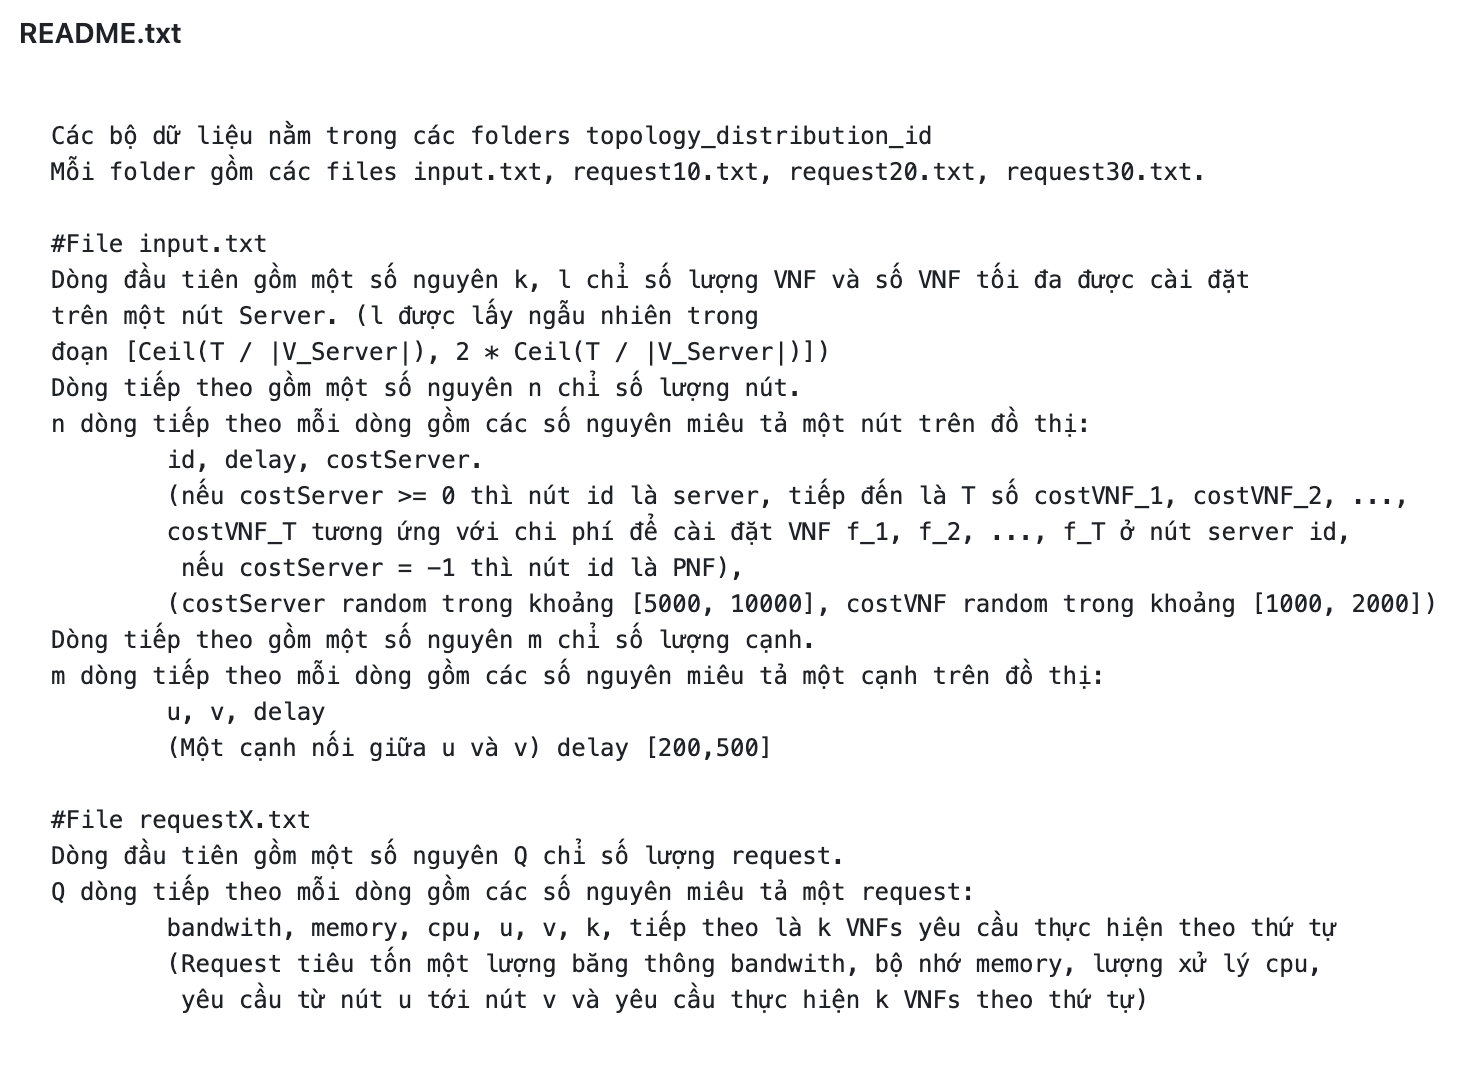 README.txt
Các bộ dữ liệu nằm trong các folders topology_distribution_id
Mỗi folder gồm các files input.txt, request10.txt, request20.txt, request30.txt.
#File input.txt
Dòng đầu tiên gồm một số nguyên k, l chỉ số lượng VNF và số VNF tối đa được cài đặt
trên một nút Server. (l được lấy ngẫu nhiên trong
đoạn [Ceil(T / |V_Server|), 2 * Ceil(T / |V_Server|)])
Dòng tiếp theo gồm một số nguyên n chỉ số lượng nút.
n dòng tiếp theo mỗi dòng gồm các số nguyên miêu tả một nút trên đồ thị:
id, delay, costServer.
(nếu costServer >= 0 thì nút id là server, tiếp đến là T số costVNF_1, costVNF_2, ...,
costVNF_T tương ứng với chi phí để cài đặt VNF f_1, f_2, ..., f_T ở nút server id,
nếu costServer = -1 thì nút id là PNF),
(costServer random trong khoảng [5000, 10000], costVNF random trong khoảng [1000, 2000])
Dòng tiếp theo gồm một số nguyên m chỉ số lượng cạnh.
m dòng tiếp theo mỗi dòng gồm các số nguyên miêu tả một cạnh trên đồ thị:
u, v, delay
(Một cạnh nối giữa u và v) delay [200,500]
#File requestX.txt
Dòng đầu tiên gồm một số nguyên Q chỉ số lượng request.
Q dòng tiếp theo mỗi dòng gồm các số nguyên miêu tả một request:
bandwith, memory, cpu, u, v, k, tiếp theo là k VNFs yêu cầu thực hiện theo thứ tự
(Request tiêu tốn một lượng băng thông bandwith, bộ nhớ memory, lượng xử lý cpu,
yêu cầu từ nút u tới nút v và yêu cầu thực hiện k VNFs theo thứ tự)